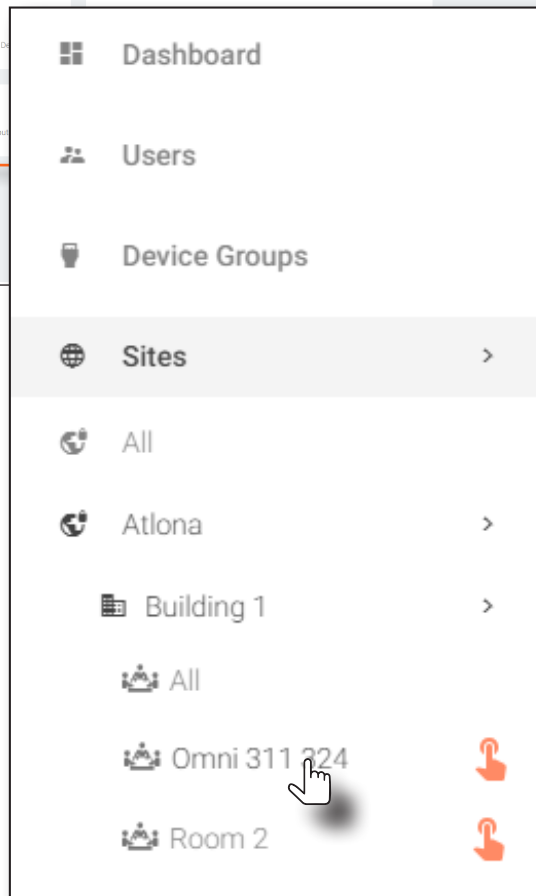 Dashboard
Users
Device Groups
Sites
All
Atlona
Building 1
All
Omni 311 324
Room 2